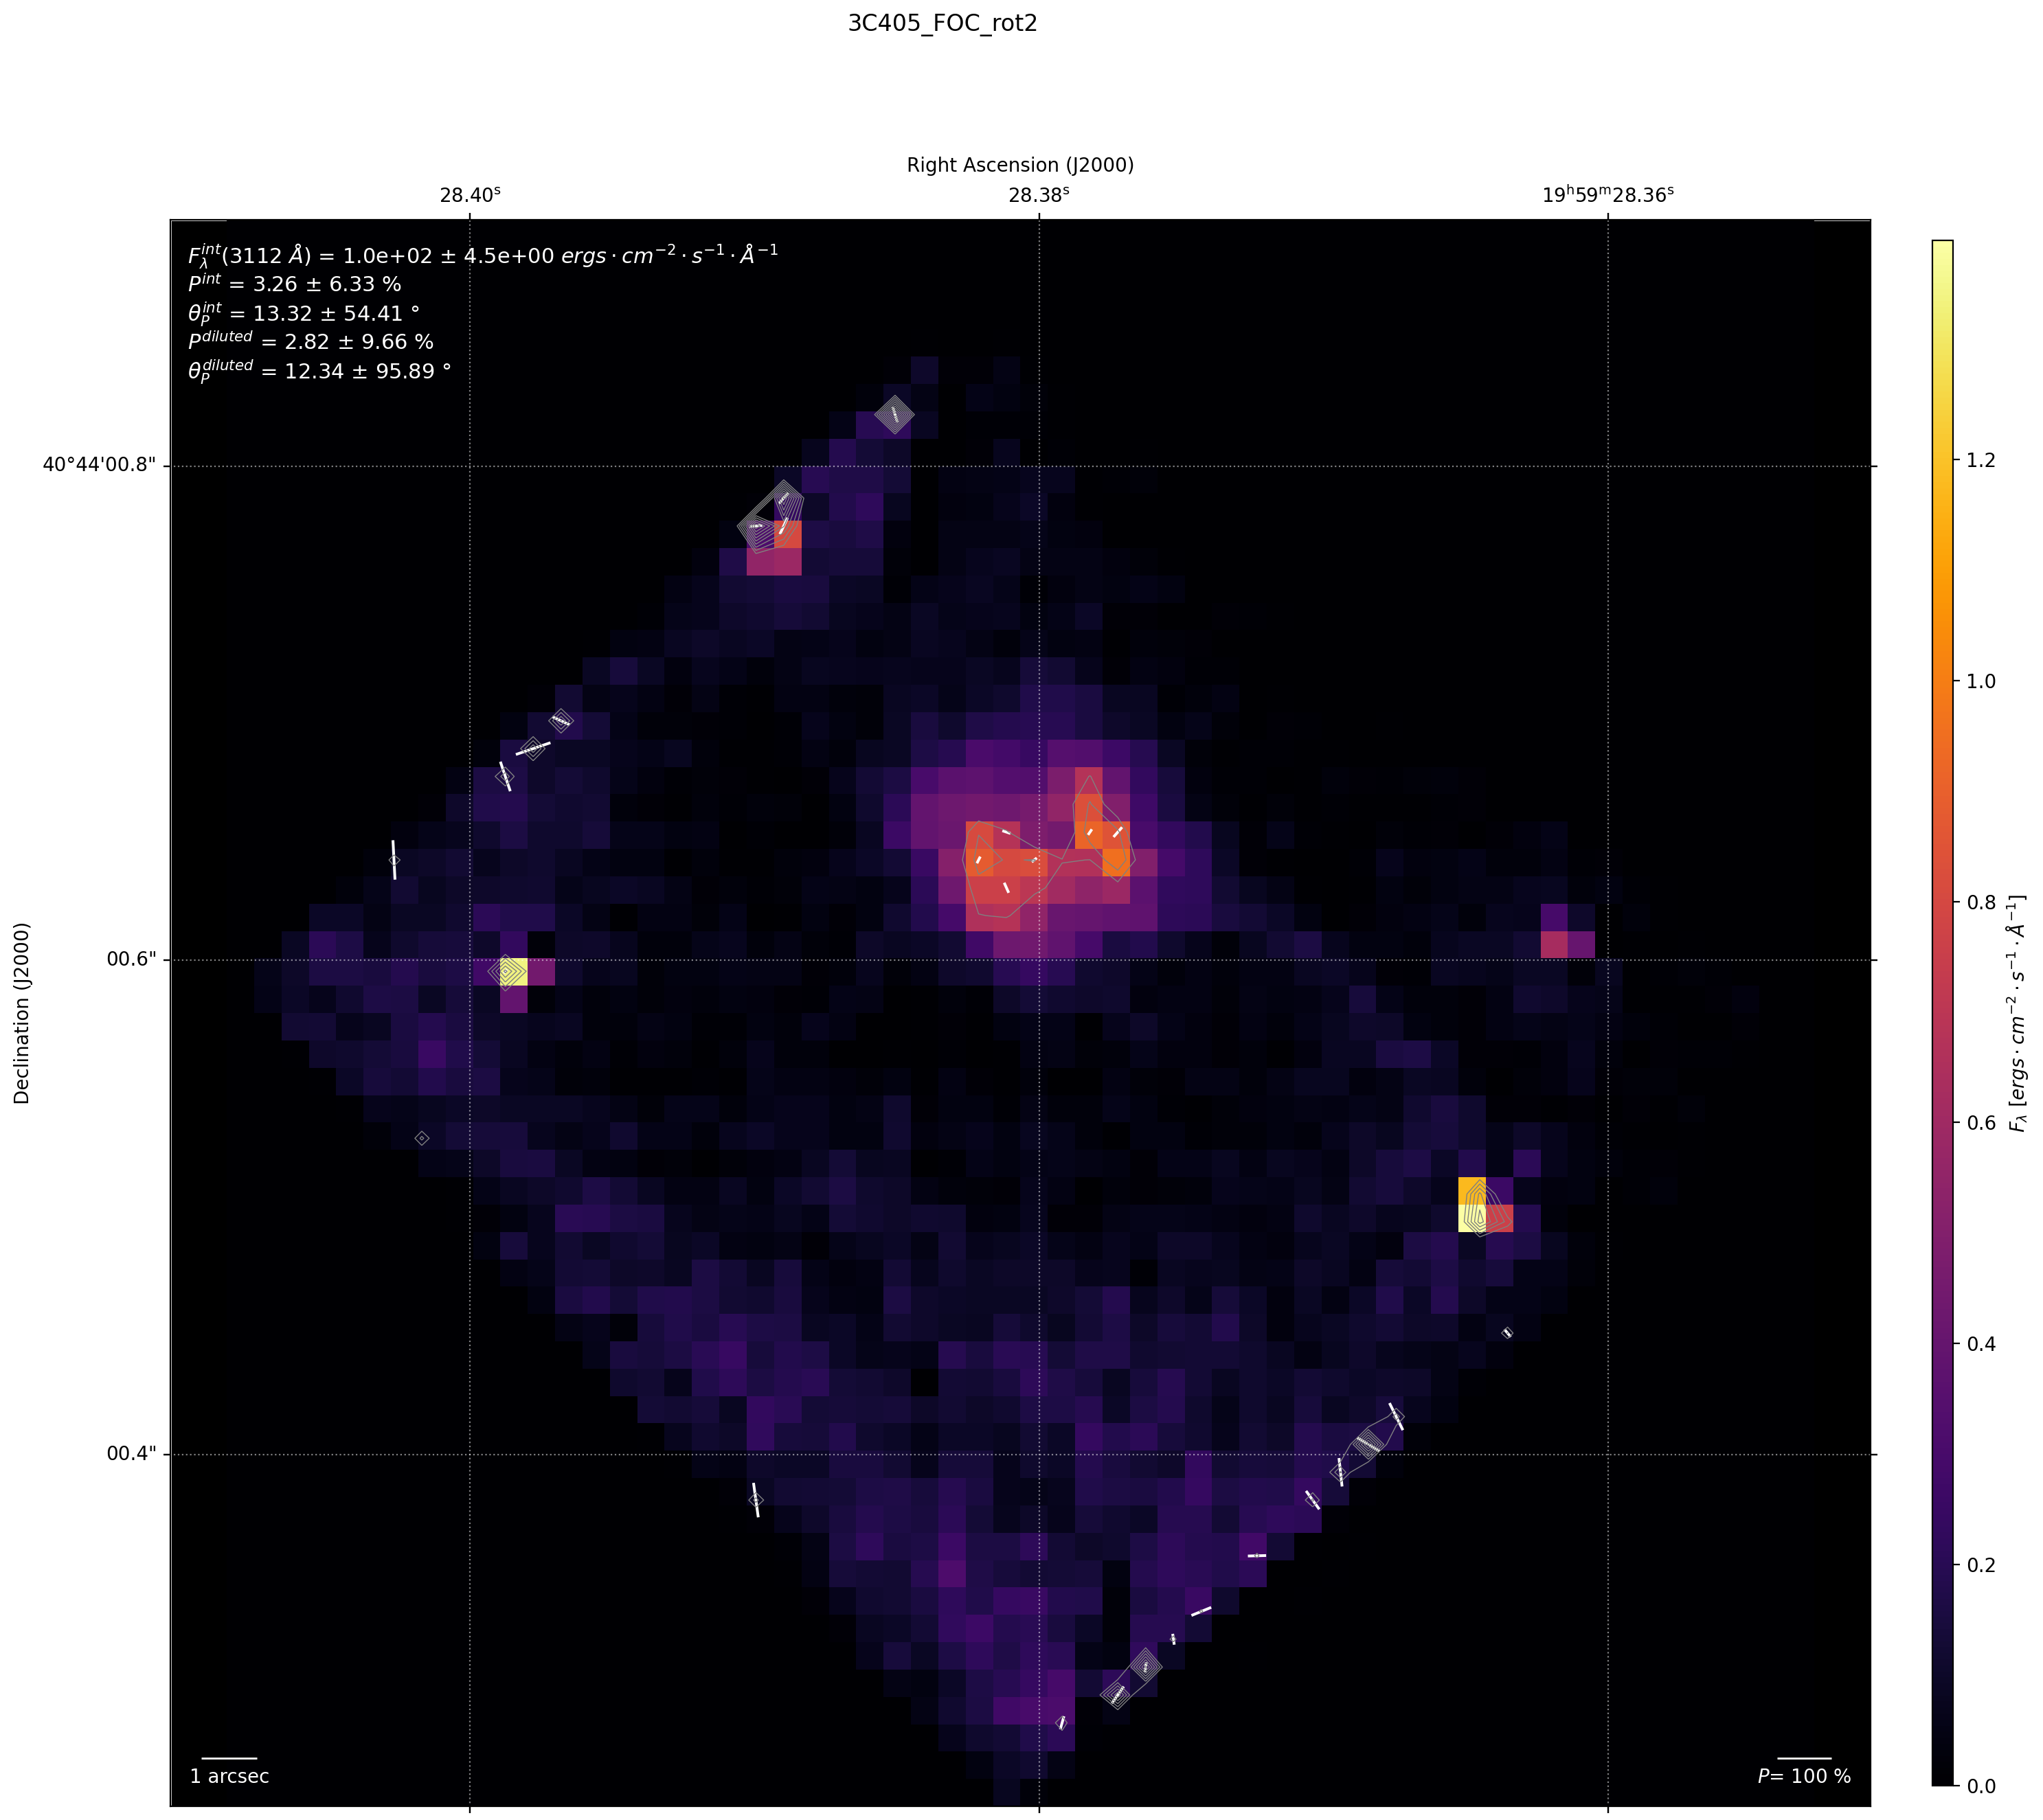 3C405_FOC_rot2
Right Ascension (J2000)
28.40ˢ 28.38ˢ 19ʰ59ᵐ28.36ˢ
F_λ^int(3112 Å) = 1.0e+02 ± 4.5e+00 ergs · cm⁻² · s⁻¹ · Å⁻¹
P^int = 3.26 ± 6.33 %
θ_P^int = 13.32 ± 54.41 °
P^diluted = 2.82 ± 9.66 %
θ_P^diluted = 12.34 ± 95.89 °
40°44'00.8"
00.6"
00.4"
Declination (J2000)
1 arcsec
P= 100 %
1.2
1.0
0.8
0.6
0.4
0.2
0.0
F_λ [ergs · cm⁻² · s⁻¹ · Å⁻¹]